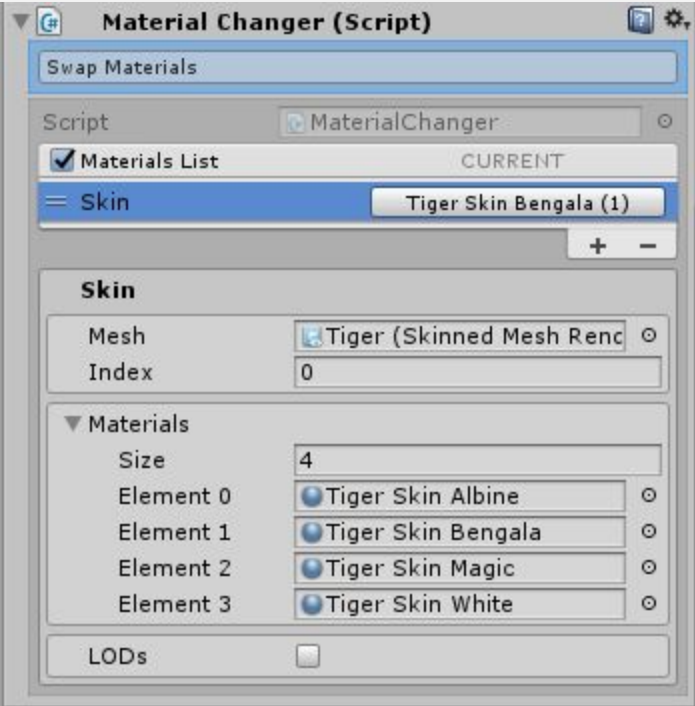 Material Changer (Script)
Swap Materials
Script MaterialChanger
Materials List CURRENT
Skin Tiger Skin Bengala (1)
+ −
Skin
Mesh Tiger (Skinned Mesh Renc
Index 0
Materials
Size 4
Element 0 Tiger Skin Albine
Element 1 Tiger Skin Bengala
Element 2 Tiger Skin Magic
Element 3 Tiger Skin White
LODs